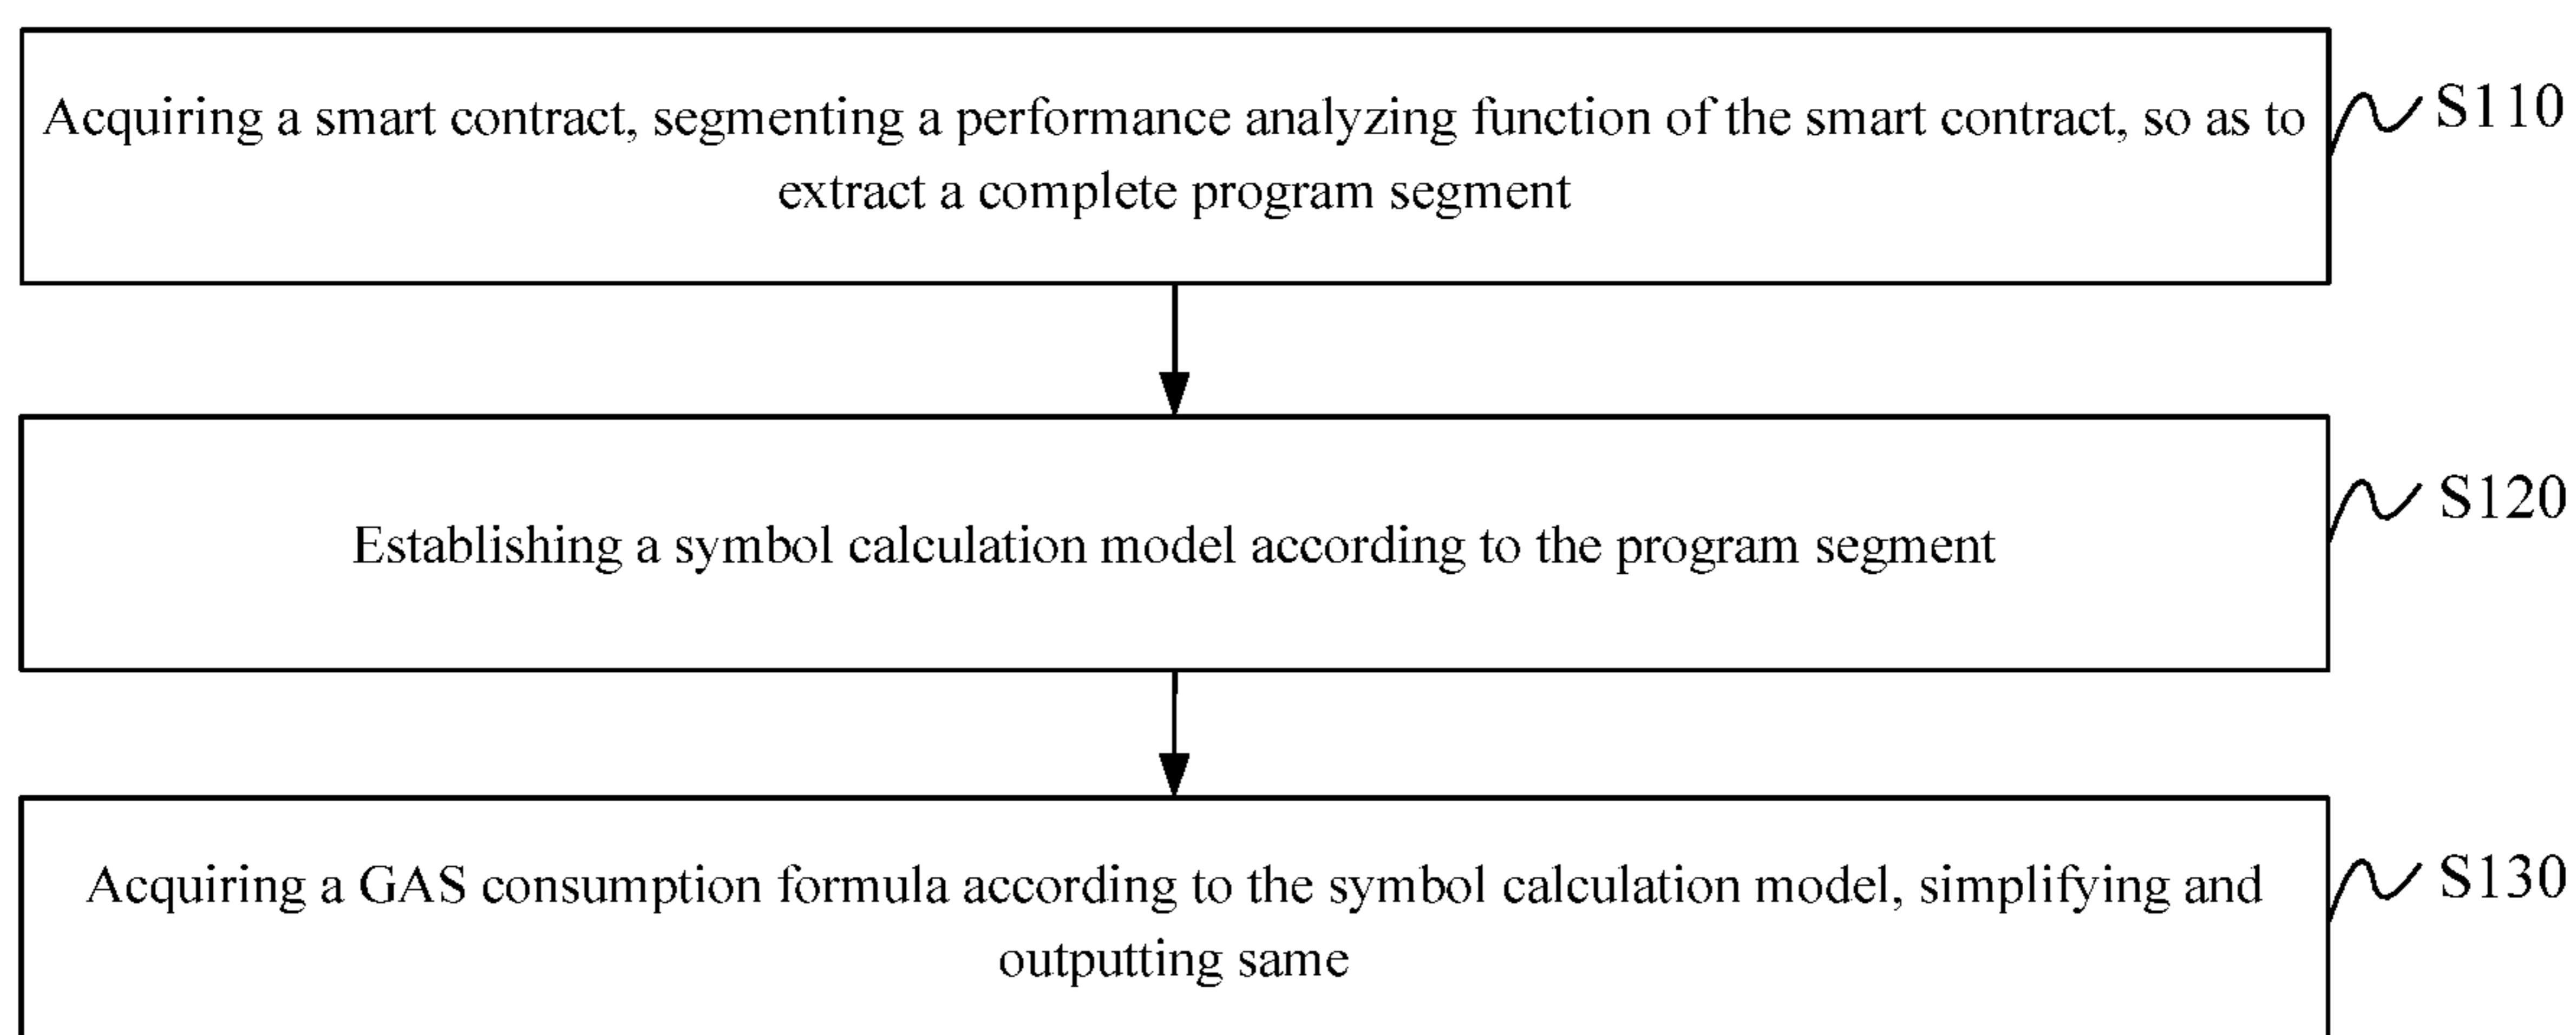 Acquiring a smart contract, segmenting a performance analyzing function of the smart contract, so as to
extract a complete program segment
S110
Establishing a symbol calculation model according to the program segment
S120
Acquiring a GAS consumption formula according to the symbol calculation model, simplifying and
outputting same
S130